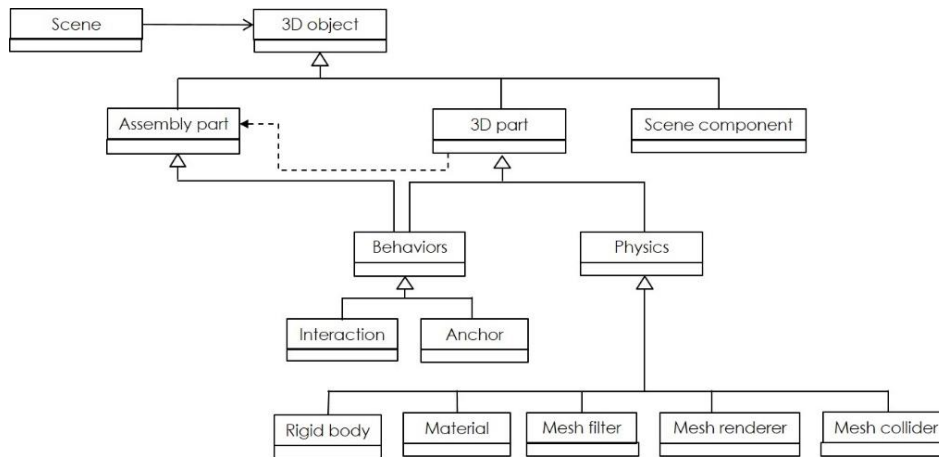 Scene
3D object
Assembly part
3D part
Scene component
Behaviors
Physics
Interaction
Anchor
Rigid body
Material
Mesh filter
Mesh renderer
Mesh collider